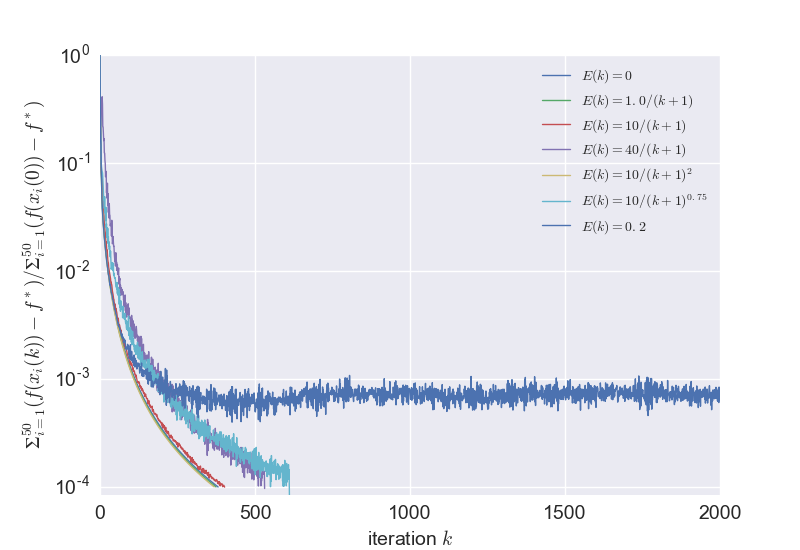 10^0
10^-1
10^-2
10^-3
10^-4
Σ_{i=1}^{50}(f(x_i(k))−f*)/Σ_{i=1}^{50}(f(x_i(0))−f*)
E(k)=0
E(k)=1.0/(k+1)
E(k)=10/(k+1)
E(k)=40/(k+1)
E(k)=10/(k+1)^2
E(k)=10/(k+1)^{0.75}
E(k)=0.2
0 500 1000 1500 2000
iteration k